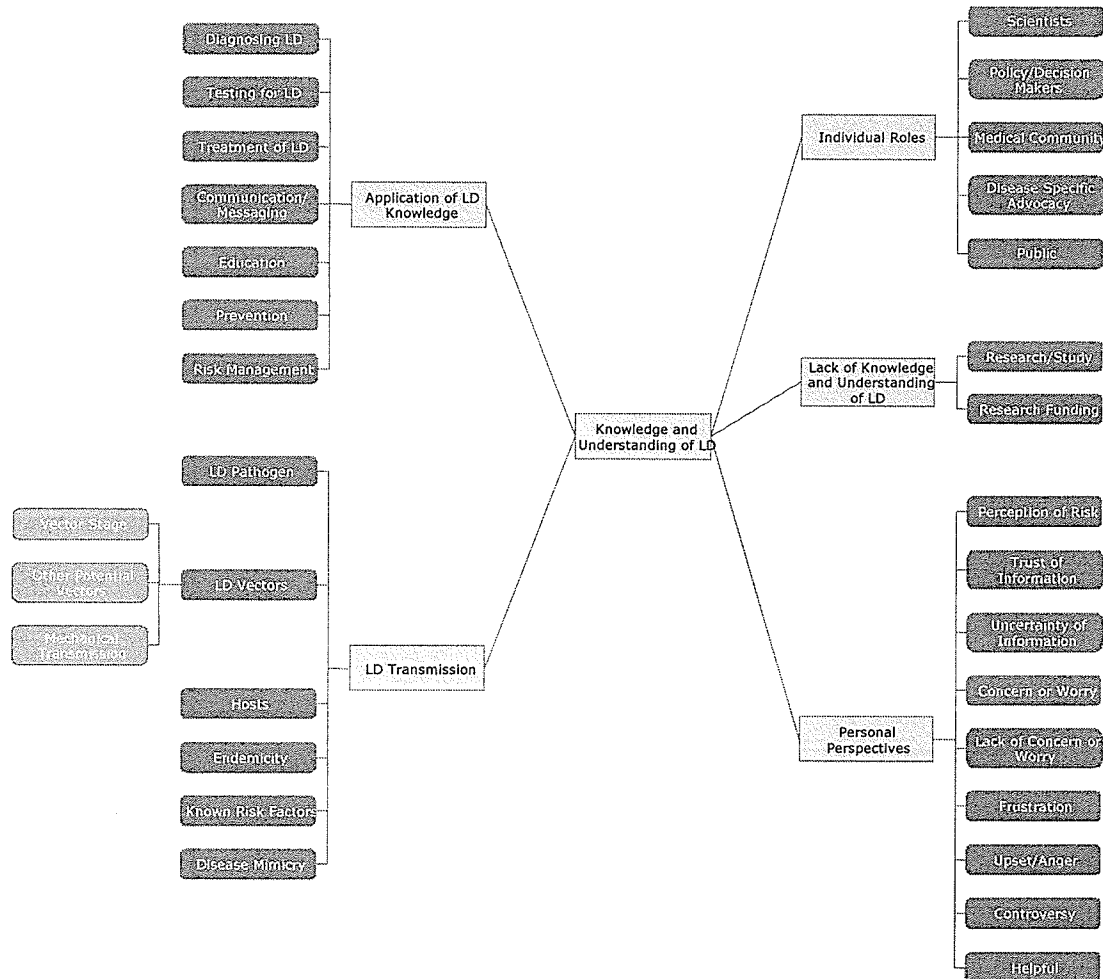 Diagnosing LD
Testing for LD
Treatment of LD
Communication/
Messaging
Education
Prevention
Risk Management
Application of LD
Knowledge
LD Pathogen
Vector Stage
Other Potential
Vectors
Mechanical
Transmission
LD Vectors
Hosts
Endemicity
Known Risk Factors
Disease Mimicry
LD Transmission
Knowledge and
Understanding of LD
Individual Roles
Scientists
Policy/Decision
Makers
Medical Community
Disease Specific
Advocacy
Public
Lack of Knowledge
and Understanding
of LD
Research/Study
Research Funding
Personal
Perspectives
Perception of Risk
Trust of
Information
Uncertainty of
Information
Concern or Worry
Lack of Concern or
Worry
Frustration
Upset/Anger
Controversy
Helpful